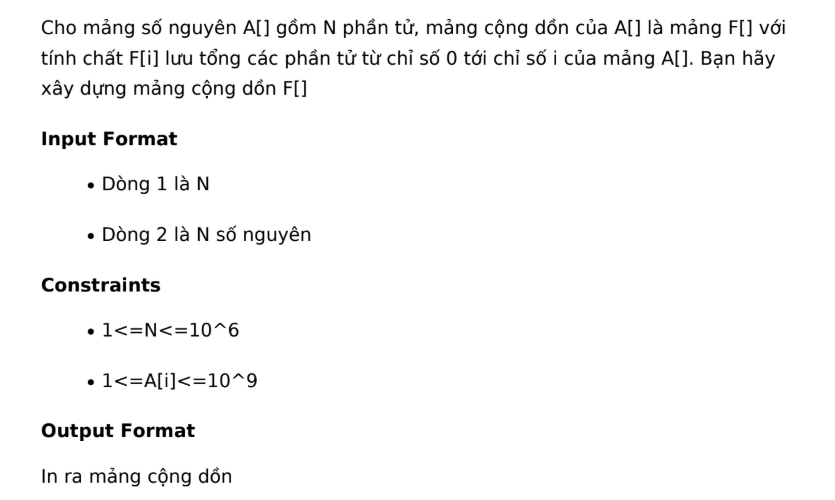 Cho mảng số nguyên A[] gồm N phần tử, mảng cộng dồn của A[] là mảng F[] với
tính chất F[i] lưu tổng các phần tử từ chỉ số 0 tới chỉ số i của mảng A[]. Bạn hãy
xây dựng mảng cộng dồn F[]
Input Format
• Dòng 1 là N
• Dòng 2 là N số nguyên
Constraints
• 1<=N<=10^6
• 1<=A[i]<=10^9
Output Format
In ra mảng cộng dồn